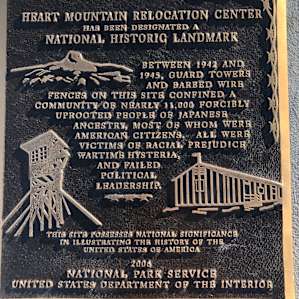 HEART MOUNTAIN RELOCATION CENTER
HAS BEEN DESIGNATED A
NATIONAL HISTORIC LANDMARK
BETWEEN 1942 AND
1945, GUARD TOWERS
AND BARBED WIRE
FENCES ON THIS SITE CONFINED A
COMMUNITY OF NEARLY 11,000 FORCIBLY
UPROOTED PEOPLE OF JAPANESE
ANCESTRY, MOST OF WHOM WERE
AMERICAN CITIZENS. ALL WERE
VICTIMS OF RACIAL PREJUDICE
WARTIME HYSTERIA,
AND FAILED
POLITICAL
LEADERSHIP.
THIS SITE POSSESSES NATIONAL SIGNIFICANCE
IN ILLUSTRATING THE HISTORY OF THE
UNITED STATES OF AMERICA
2006
NATIONAL PARK SERVICE
UNITED STATES DEPARTMENT OF THE INTERIOR